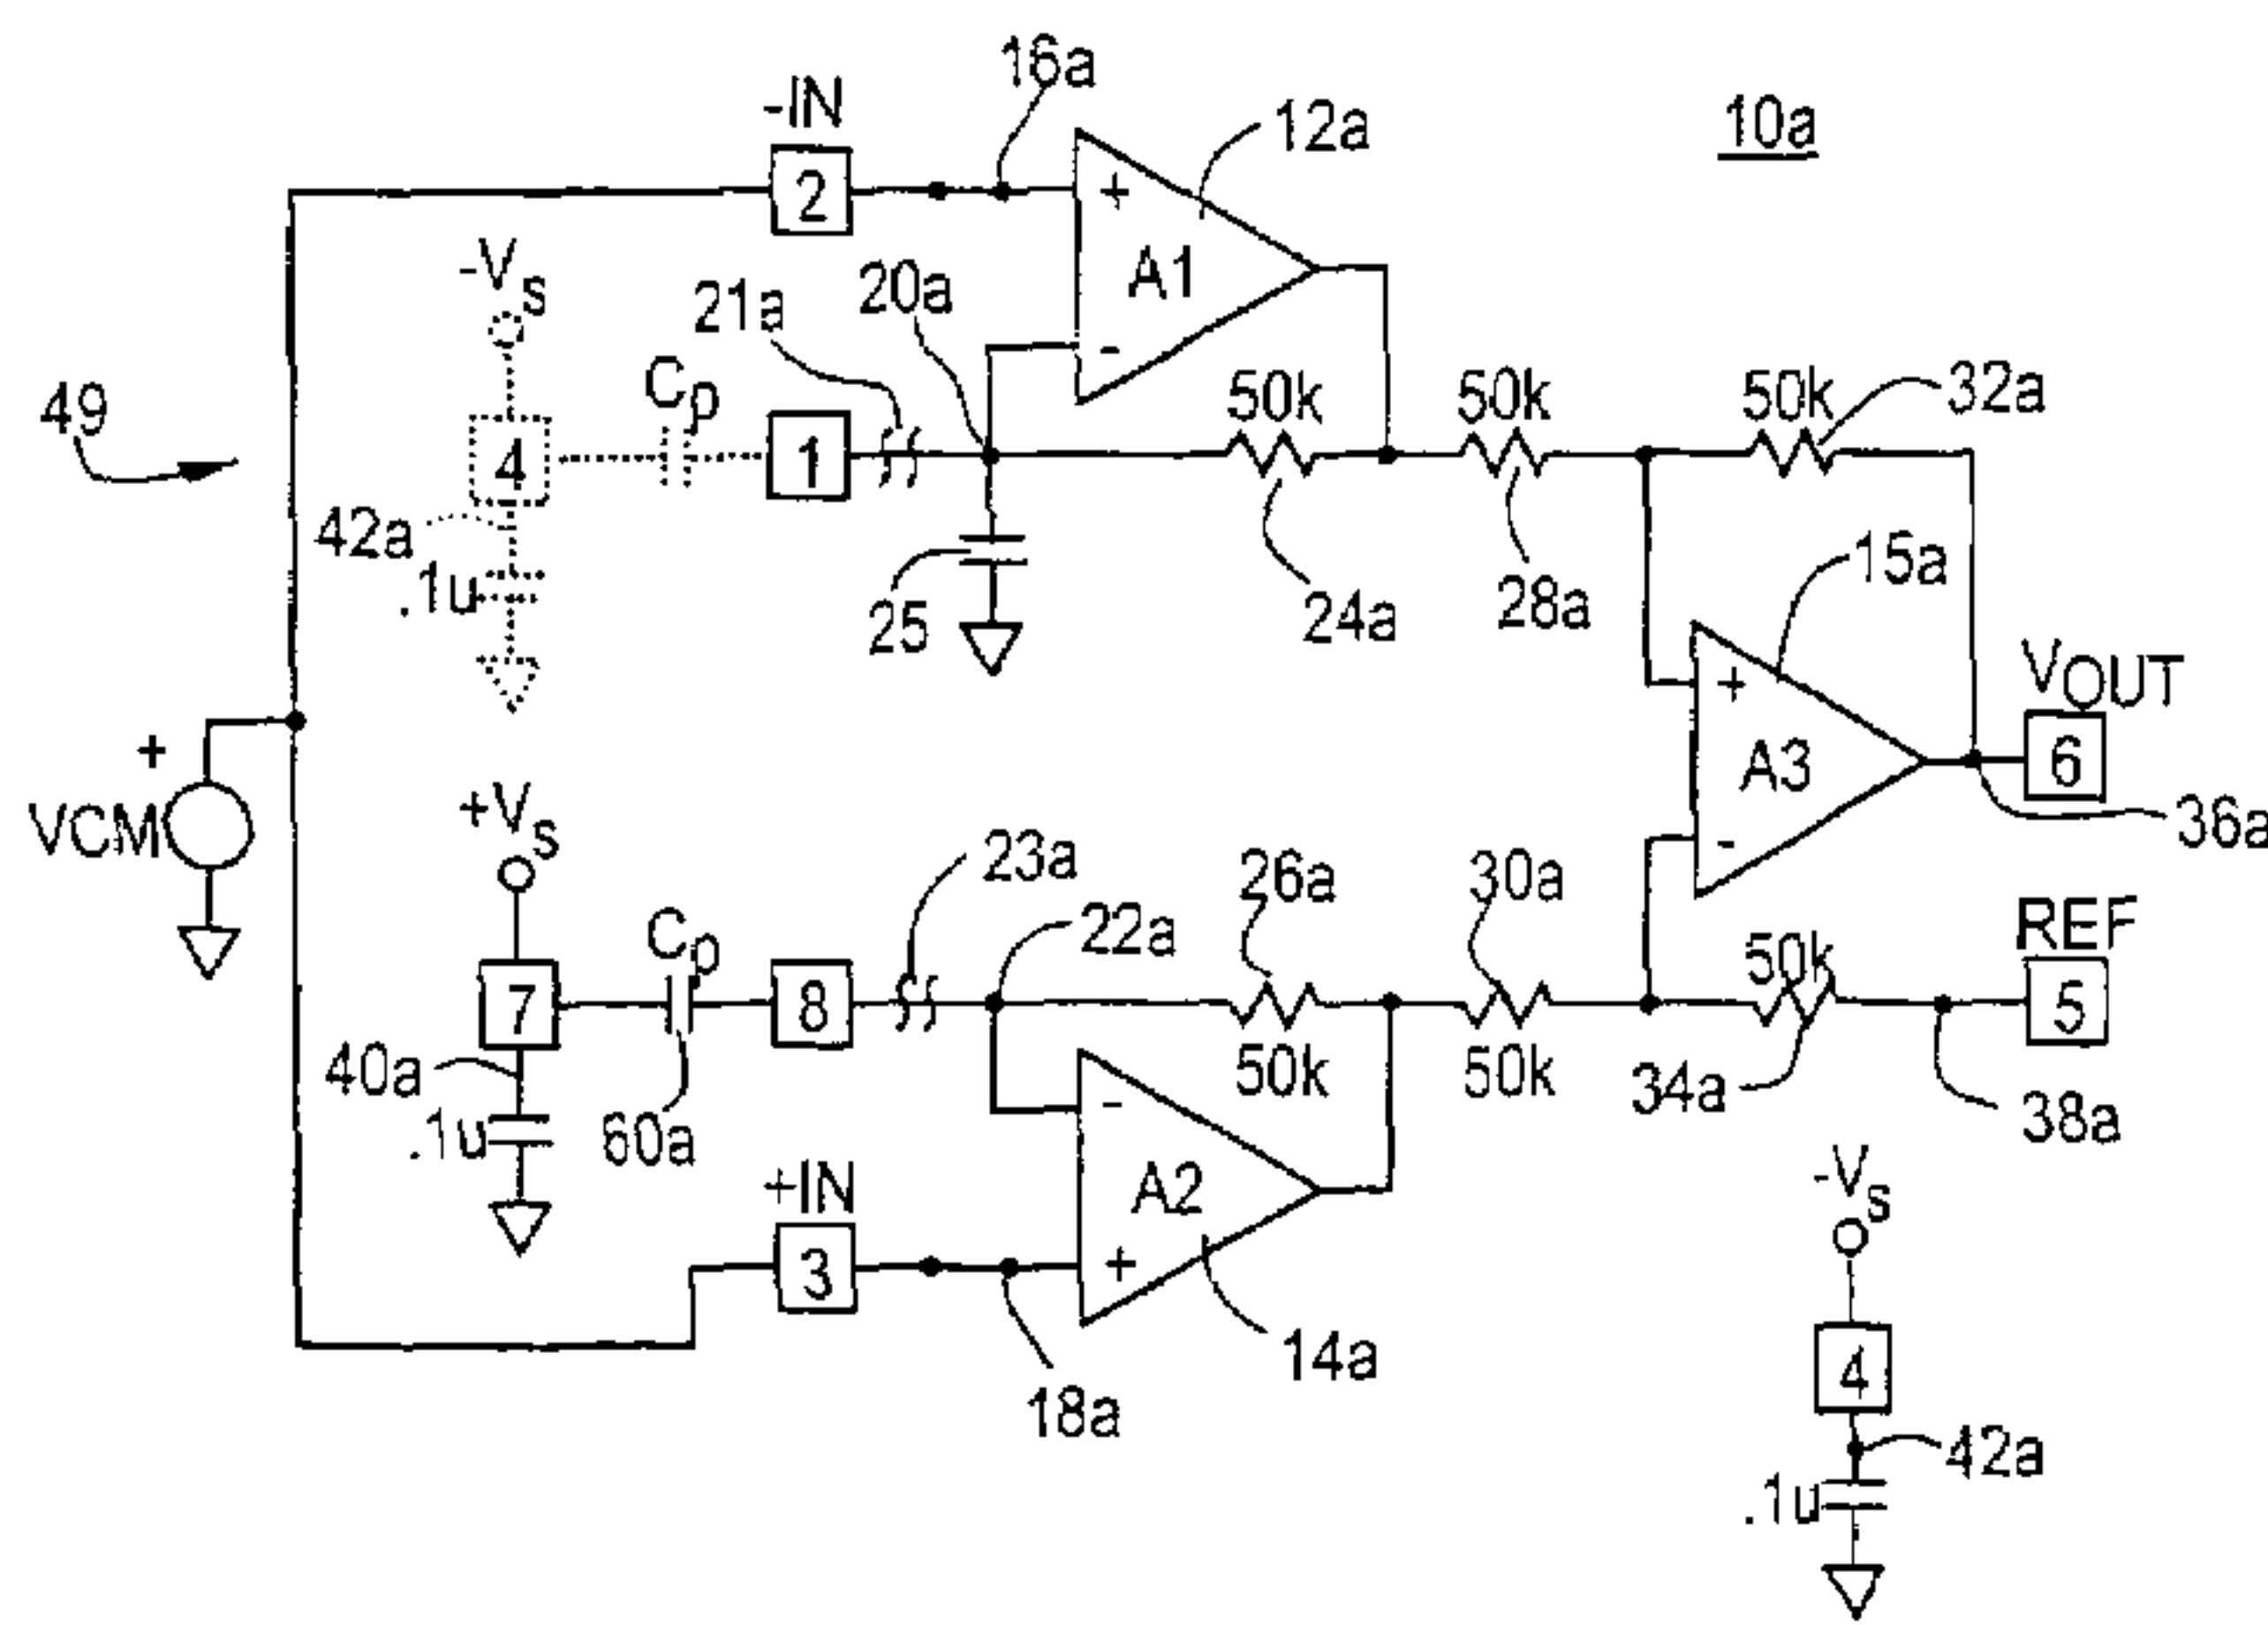 16a
-IN
12a
10a
2
+
A1
-
-Vs
21a
20a
Cp
49
4
1
50k
50k
50k
32a
42a
.1u
25
24a
28a
15a
+
VOUT
+
VCM
A3
6
-
36a
+Vs
23a
26a
30a
REF
Cp
22a
50k
7
8
5
40a
50k
50k
34a
38a
.1u
60a
-
+IN
A2
-Vs
3
+
14a
4
18a
42a
.1u